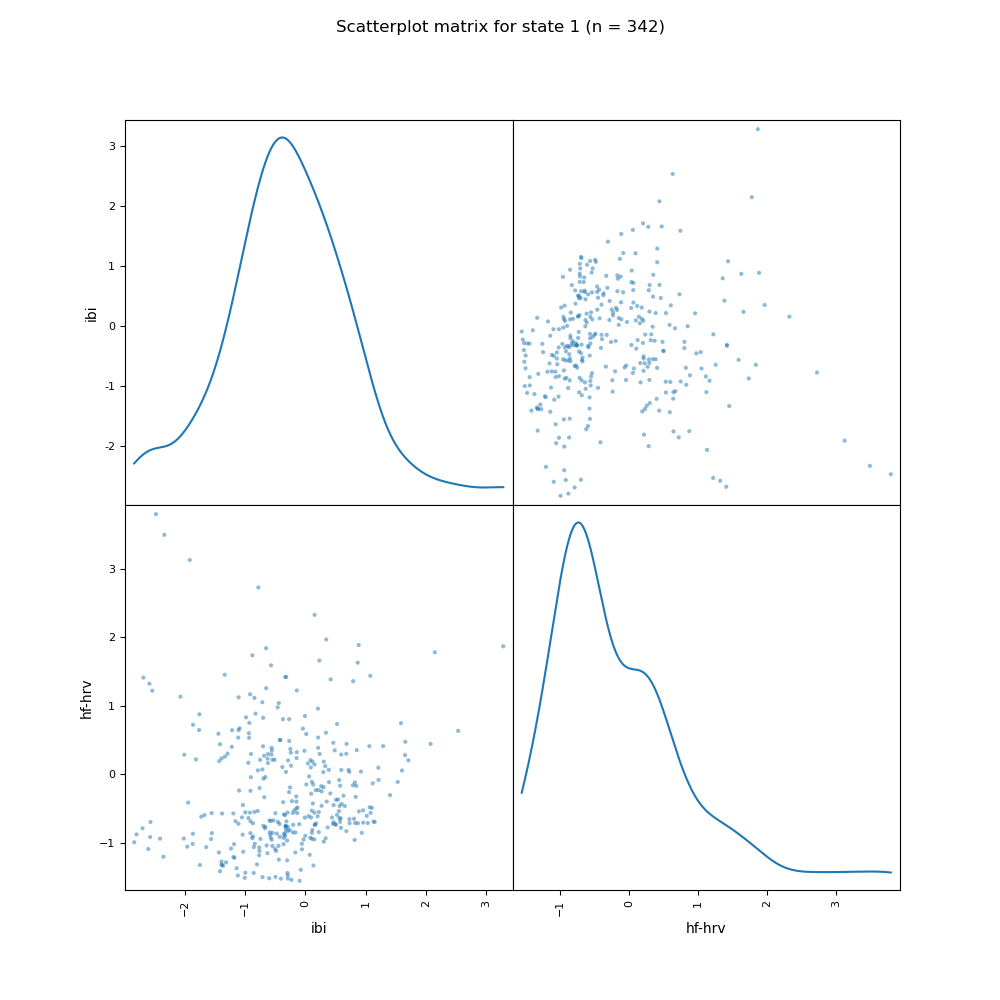 Scatterplot matrix for state 1 (n = 342)
3
2
1
0
-1
-2
ibi
3
2
1
0
−1
hf-hrv
−2 −1 0 1 2 3
−1 0 1 2 3
ibi
hf-hrv